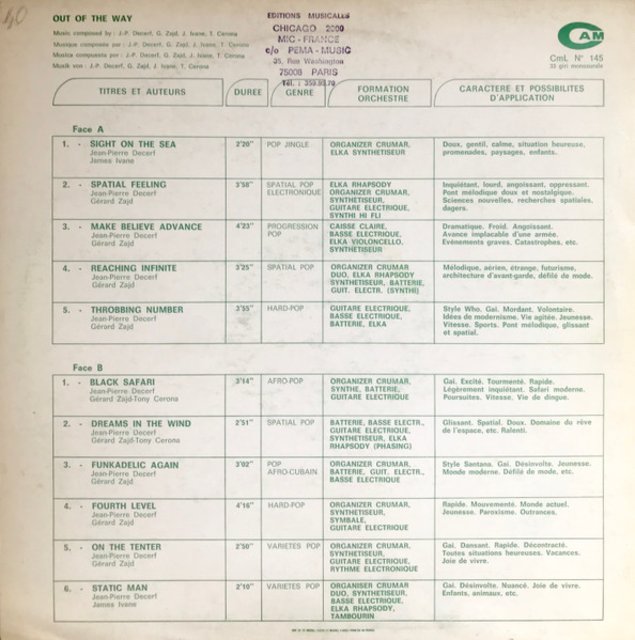 40
OUT OF THE WAY
Music composed by : J.-P. Decerf, G. Zajd, J. Ivane, T. Cerona
Musique composée par : J.-P. Decerf, G. Zajd, J. Ivane, T. Cerona
Musica compuesta por : J.-P. Decerf, G. Zajd, J. Ivane, T. Cerona
Musik von : J.-P. Decerf, G. Zajd, J. Ivane, T. Cerona
EDITIONS MUSICALES
CHICAGO 2000
MIC - FRANCE
c/o PEMA - MUSIC
35, Rue Washington
75008 PARIS
Tél. : 359.93.79
CAM
CmL N° 145
33 giri monaurale
TITRES ET AUTEURS
DUREE
GENRE
FORMATION
ORCHESTRE
CARACTERE ET POSSIBILITES
D'APPLICATION
Face A
1. - SIGHT ON THE SEA
Jean-Pierre Decerf
James Ivane
2'20"
POP JINGLE
ORGANIZER CRUMAR,
ELKA SYNTHETISEUR
Doux, gentil, calme, situation heureuse,
promenades, paysages, enfants.
2. - SPATIAL FEELING
Jean-Pierre Decerf
Gérard Zajd
3'58"
SPATIAL POP
ELECTRONIQUE
ELKA RHAPSODY
ORGANIZER CRUMAR,
SYNTHETISEUR,
GUITARE ELECTRIQUE,
SYNTHI HI FLI
Inquiétant, lourd, angoissant, oppressant.
Pont mélodique doux et nostalgique.
Sciences nouvelles, recherches spatiales,
dagers.
3. - MAKE BELIEVE ADVANCE
Jean-Pierre Decerf
Gérard Zajd
4'23"
PROGRESSION
POP
CAISSE CLAIRE,
BASSE ELECTRIQUE,
ELKA VIOLONCELLO,
SYNTHETISEUR
Dramatique. Froid. Angoissant.
Avance implacable d'une armée.
Evénements graves. Catastrophes, etc.
4. - REACHING INFINITE
Jean-Pierre Decerf
Gérard Zajd
3'25"
SPATIAL POP
ORGANIZER CRUMAR
DUO, ELKA RHAPSODY
SYNTHETISEUR, BATTERIE,
GUIT. ELECTR. (SYNTHI)
Mélodique, aérien, étrange, futurisme,
architecture d'avant-garde, défilé de mode.
5. - THROBBING NUMBER
Jean-Pierre Decerf
Gérard Zajd
3'55"
HARD-POP
GUITARE ELECTRIQUE,
BASSE ELECTRIQUE,
BATTERIE, ELKA
Style Who. Gai. Mordant. Volontaire.
Idées de modernisme. Vie agitée. Jeunesse.
Vitesse. Sports. Pont mélodique, glissant
et spatial.
Face B
1. - BLACK SAFARI
Jean-Pierre Decerf
Gérard Zajd-Tony Cerona
3'14"
AFRO-POP
ORGANIZER CRUMAR,
SYNTHE, BATTERIE,
GUITARE ELECTRIQUE
Gai. Excité. Tourmenté. Rapide.
Légèrement inquiétant. Safari moderne.
Poursuites. Vitesse, Vie de dingue.
2. - DREAMS IN THE WIND
Jean-Pierre Decerf
Gérard Zajd-Tony Cerona
2'51"
SPATIAL POP
BATTERIE, BASSE ELECTR.,
GUITARE ELECTRIQUE,
SYNTHETISEUR, ELKA
RHAPSODY (PHASING)
Glissant. Spatial. Doux. Domaine du rêve
de l'espace, etc. Ralenti.
3. - FUNKADELIC AGAIN
Jean-Pierre Decerf
Gérard Zajd
3'02"
POP
AFRO-CUBAIN
ORGANIZER CRUMAR,
BATTERIE, GUIT. ELECTR.,
BASSE ELECTRIQUE
Style Santana. Gai. Désinvolts. Jeunesse.
Monde moderne. Défilé de mode, etc.
4. - FOURTH LEVEL
Jean-Pierre Decerf
Gérard Zajd
4'16"
HARD-POP
ORGANIZER CRUMAR,
SYNTHETISEUR,
SYMBALE,
GUITARE ELECTRIQUE
Rapide. Mouvementé. Monde actuel.
Jeunesse. Paroxisme. Outrances.
5. - ON THE TENTER
Jean-Pierre Decerf
Gérard Zajd
2'50"
VARIETES POP
ORGANIZER CRUMAR,
SYNTHETISEUR,
GUITARE ELECTRIQUE,
RYTHME ELECTRONIQUE
Gai. Dansant. Rapide. Décontracté.
Toutes situations heureuses. Vacances.
Joie de vivre.
6. - STATIC MAN
Jean-Pierre Decerf
James Ivane
2'10"
VARIETES POP
ORGANISER CRUMAR
DUO, SYNTHETISEUR,
BASSE ELECTRIQUE,
ELKA RHAPSODY,
TAMBOURIN
Gai. Désinvolte. Nuancé. Joie de vivre.
Enfants, animaux, etc.